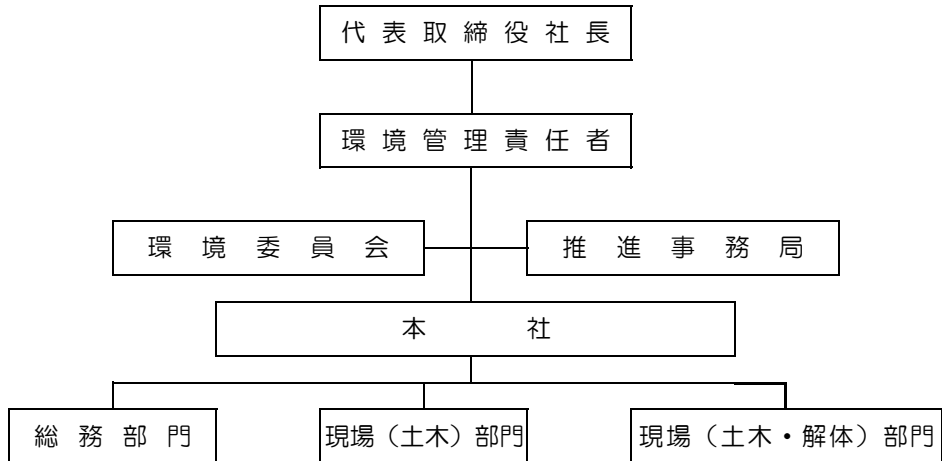 代表取締役社長
環境管理責任者
環境委員会
推進事務局
本社
総務部門
現場（土木）部門
現場（土木・解体）部門